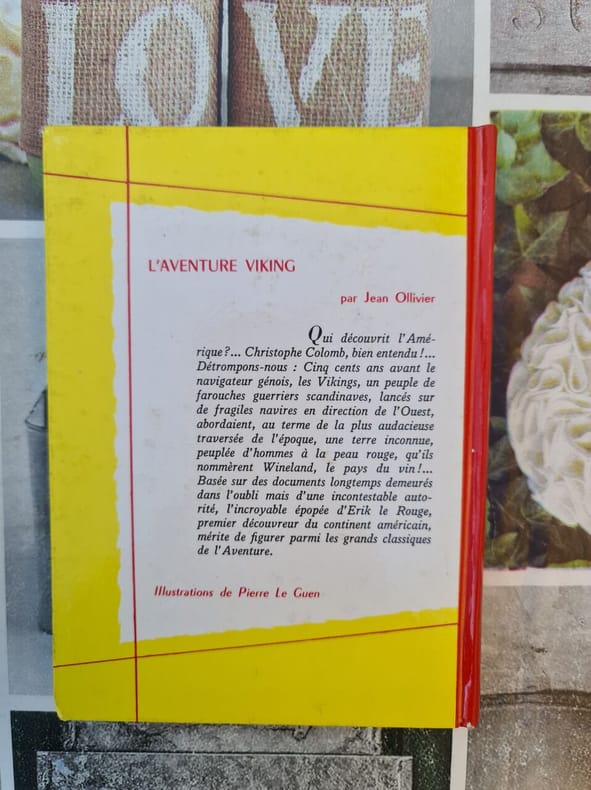 LOVE
L'AVENTURE VIKING
par Jean Ollivier
Qui découvrit l'Amé-
rique?... Christophe Colomb, bien entendu!...
Détrompons-nous : Cinq cents ans avant le
navigateur génois, les Vikings, un peuple de
farouches guerriers scandinaves, lancés sur
de fragiles navires en direction de l'Ouest,
abordaient, au terme de la plus audacieuse
traversée de l'époque, une terre inconnue,
peuplée d'hommes à la peau rouge, qu'ils
nommèrent Wineland, le pays du vin!...
Basée sur des documents longtemps demeurés
dans l'oubli mais d'une incontestable auto-
rité, l'incroyable épopée d'Erik le Rouge,
premier découvreur du continent américain,
mérite de figurer parmi les grands classiques
de l'Aventure.
Illustrations de Pierre Le Guen